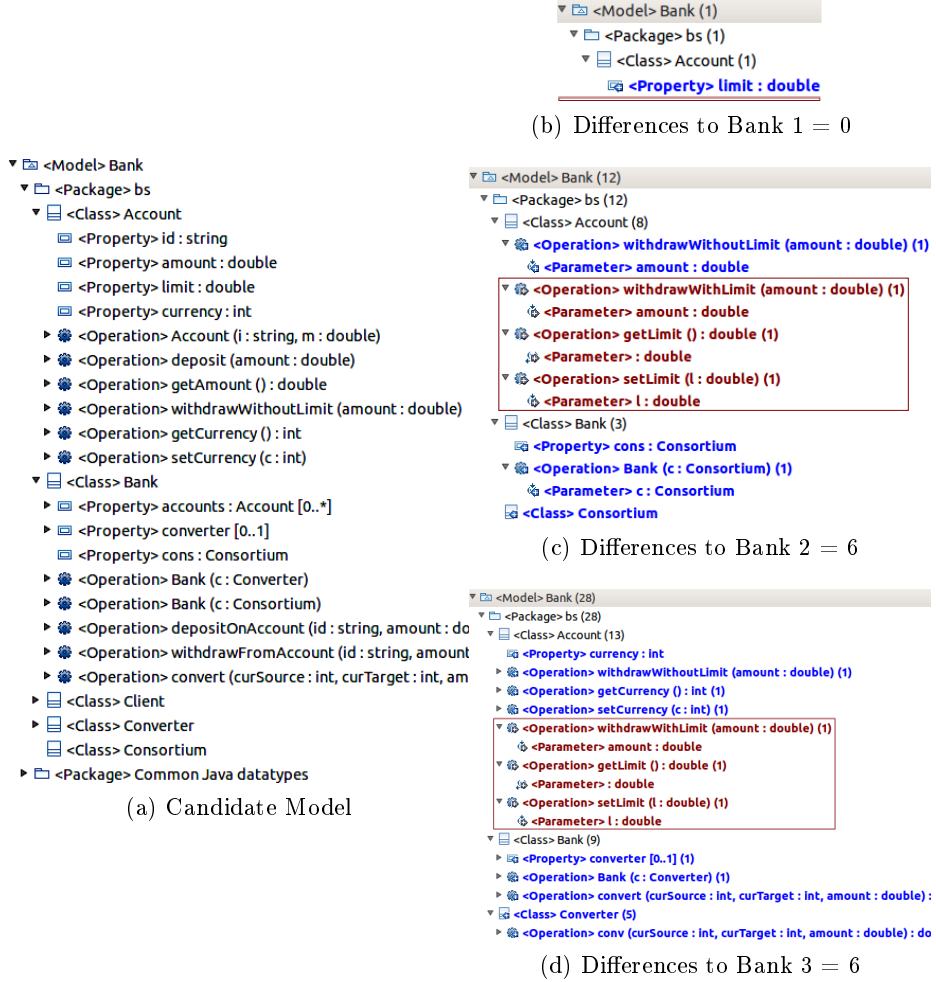 <Model> Bank (1)
<Package> bs (1)
<Class> Account (1)
<Property> limit : double
(b) Differences to Bank 1 = 0
<Model> Bank
<Package> bs
<Class> Account
<Property> id : string
<Property> amount : double
<Property> limit : double
<Property> currency : int
<Operation> Account (i : string, m : double)
<Operation> deposit (amount : double)
<Operation> getAmount () : double
<Operation> withdrawWithoutLimit (amount : double)
<Operation> getCurrency () : int
<Operation> setCurrency (c : int)
<Class> Bank
<Property> accounts : Account [0..*]
<Property> converter [0..1]
<Property> cons : Consortium
<Operation> Bank (c : Converter)
<Operation> Bank (c : Consortium)
<Operation> depositOnAccount (id : string, amount : do
<Operation> withdrawFromAccount (id : string, amount
<Operation> convert (curSource : int, curTarget : int, am
<Class> Client
<Class> Converter
<Class> Consortium
<Package> Common Java datatypes
(a) Candidate Model
<Model> Bank (12)
<Package> bs (12)
<Class> Account (8)
<Operation> withdrawWithoutLimit (amount : double) (1)
<Parameter> amount : double
<Operation> withdrawWithLimit (amount : double) (1)
<Parameter> amount : double
<Operation> getLimit () : double (1)
<Parameter> : double
<Operation> setLimit (l : double) (1)
<Parameter> l : double
<Class> Bank (3)
<Property> cons : Consortium
<Operation> Bank (c : Consortium) (1)
<Parameter> c : Consortium
<Class> Consortium
(c) Differences to Bank 2 = 6
<Model> Bank (28)
<Package> bs (28)
<Class> Account (13)
<Property> currency : int
<Operation> withdrawWithoutLimit (amount : double) (1)
<Operation> getCurrency () : int (1)
<Operation> setCurrency (c : int) (1)
<Operation> withdrawWithLimit (amount : double) (1)
<Parameter> amount : double
<Operation> getLimit () : double (1)
<Parameter> : double
<Operation> setLimit (l : double) (1)
<Parameter> l : double
<Class> Bank (9)
<Property> converter [0..1] (1)
<Operation> Bank (c : Converter) (1)
<Operation> convert (curSource : int, curTarget : int, amount : double) :
<Class> Converter (5)
<Operation> conv (curSource : int, curTarget : int, amount : double) : do
(d) Differences to Bank 3 = 6